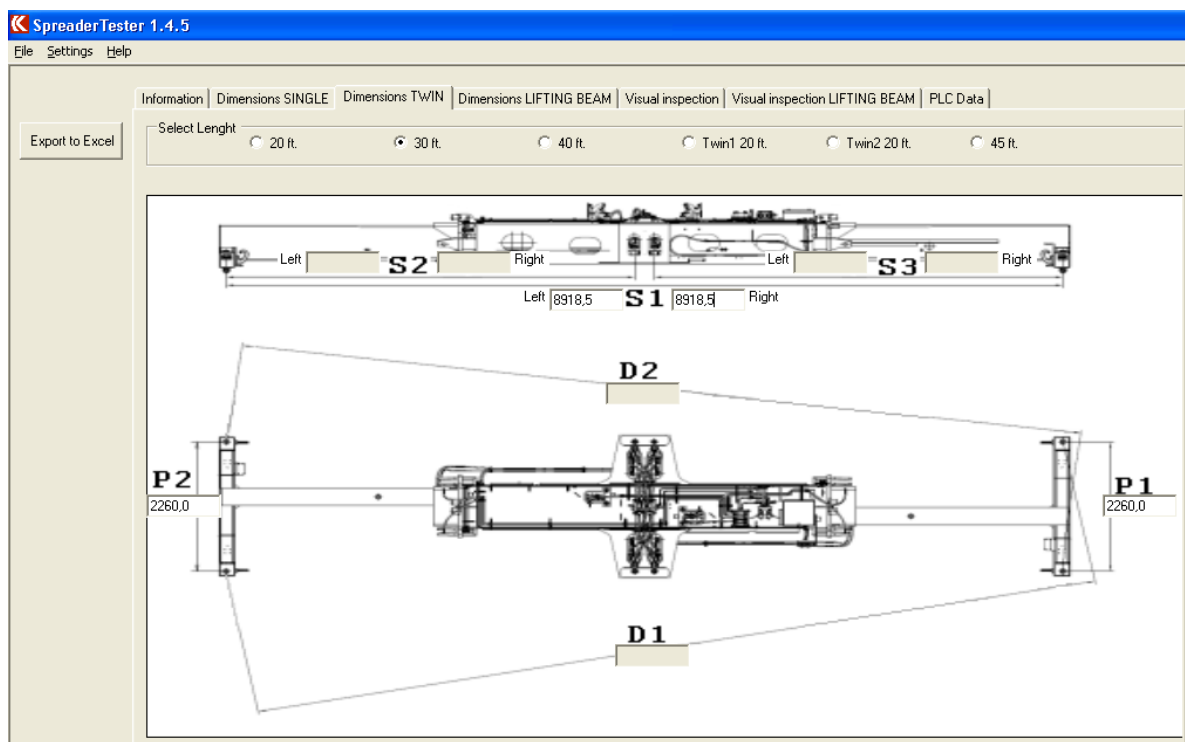 SpreaderTester 1.4.5
File Settings Help
Information Dimensions SINGLE Dimensions TWIN Dimensions LIFTING BEAM Visual inspection Visual inspection LIFTING BEAM PLC Data
Export to Excel
Select Lenght
20 ft. 30 ft. 40 ft. Twin1 20 ft. Twin2 20 ft. 45 ft.
Left = S2 = Right Left = S3 = Right
Left 8918,5 S1 8918,5 Right
D2
P2
2260,0
P1
2260,0
D1